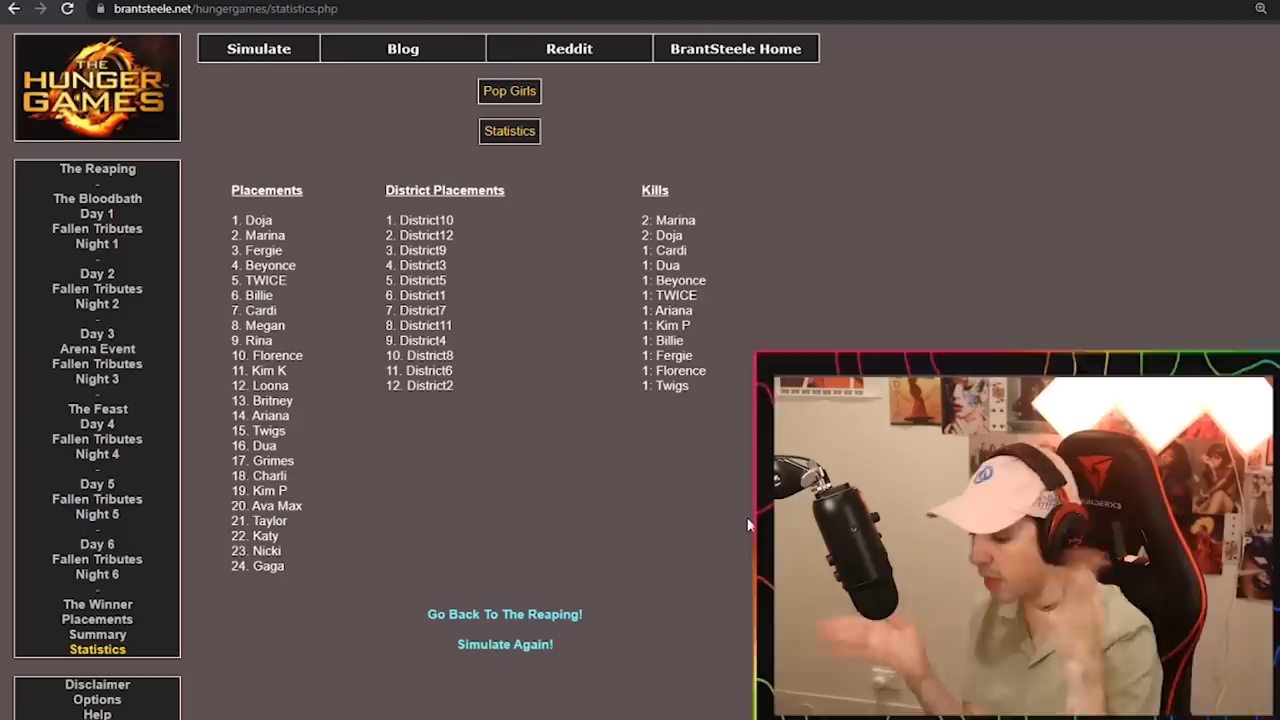 brantsteele.net/hungergames/statistics.php
THE
HUNGER
GAMES
Simulate
Blog
Reddit
BrantSteele Home
Pop Girls
Statistics
The Reaping
-
The Bloodbath
Day 1
Fallen Tributes
Night 1
-
Day 2
Fallen Tributes
Night 2
-
Day 3
Arena Event
Fallen Tributes
Night 3
-
The Feast
Day 4
Fallen Tributes
Night 4
-
Day 5
Fallen Tributes
Night 5
-
Day 6
Fallen Tributes
Night 6
-
The Winner
Placements
Summary
Statistics
Disclaimer
Options
Help
Placements
1. Doja
2. Marina
3. Fergie
4. Beyonce
5. TWICE
6. Billie
7. Cardi
8. Megan
9. Rina
10. Florence
11. Kim K
12. Loona
13. Britney
14. Ariana
15. Twigs
16. Dua
17. Grimes
18. Charli
19. Kim P
20. Ava Max
21. Taylor
22. Katy
23. Nicki
24. Gaga
District Placements
1. District10
2. District12
3. District9
4. District3
5. District5
6. District1
7. District7
8. District11
9. District4
10. District8
11. District6
12. District2
Kills
2: Marina
2: Doja
1: Cardi
1: Dua
1: Beyonce
1: TWICE
1: Ariana
1: Kim P
1: Billie
1: Fergie
1: Florence
1: Twigs
Go Back To The Reaping!
Simulate Again!